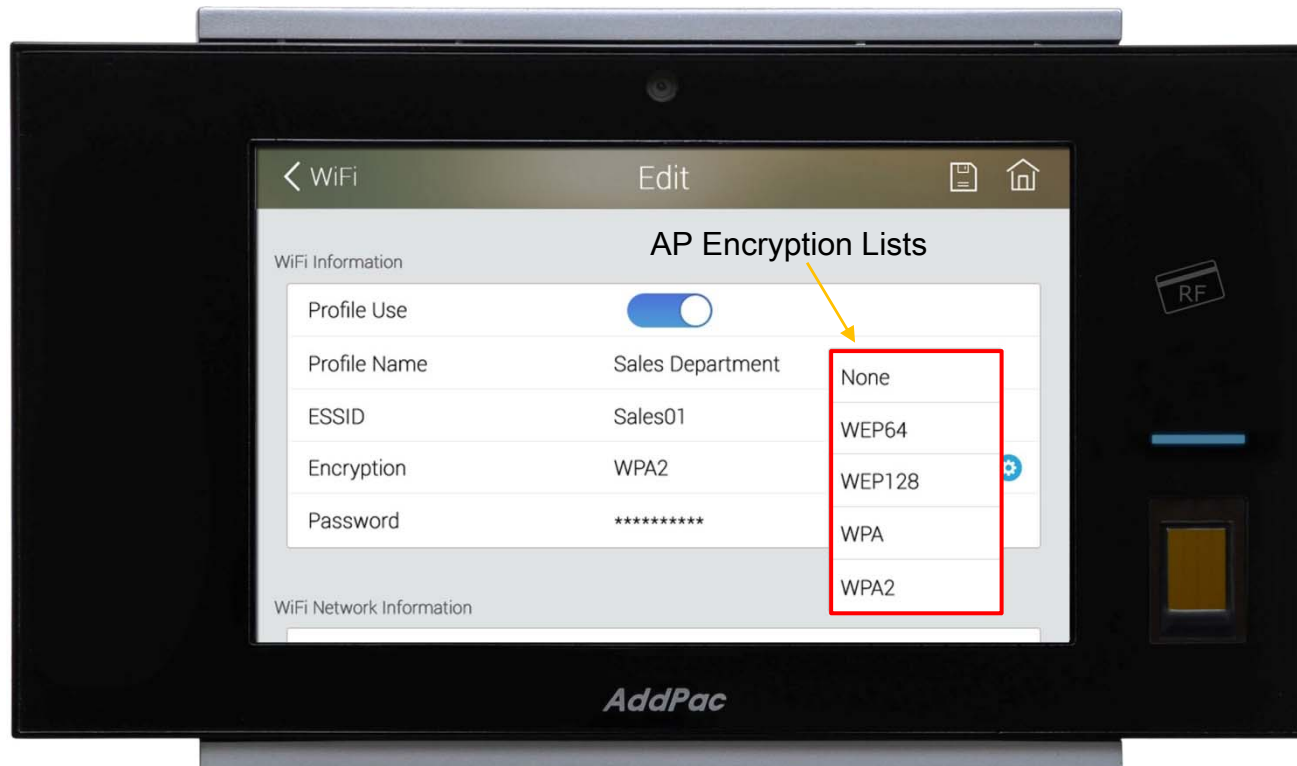 WiFi
Edit
AP Encryption Lists
WiFi Information
RF
Profile Use
Profile Name
Sales Department
None
ESSID
Sales01
WEP64
Encryption
WPA2
WEP128
Password
**********
WPA
WPA2
WiFi Network Information
AddPac